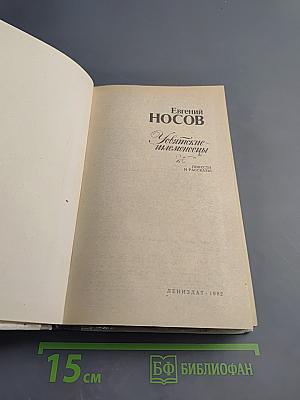 Евгений
НОСОВ
Усвятские
шлемоносцы
ПОВЕСТИ
И РАССКАЗЫ
ЛЕНИЗДАТ · 1982
15 см
БФ БИБЛИОФАН